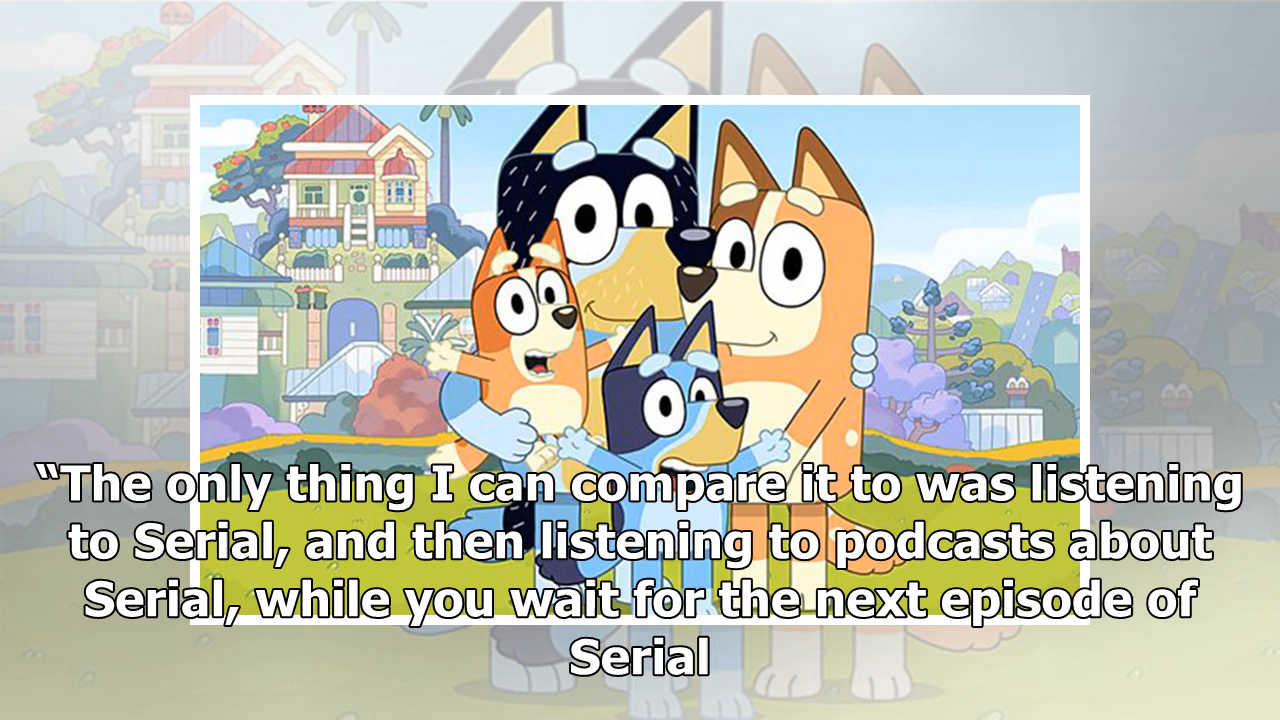 “The only thing I can compare it to was listening
to Serial, and then listening to podcasts about
Serial, while you wait for the next episode of
Serial